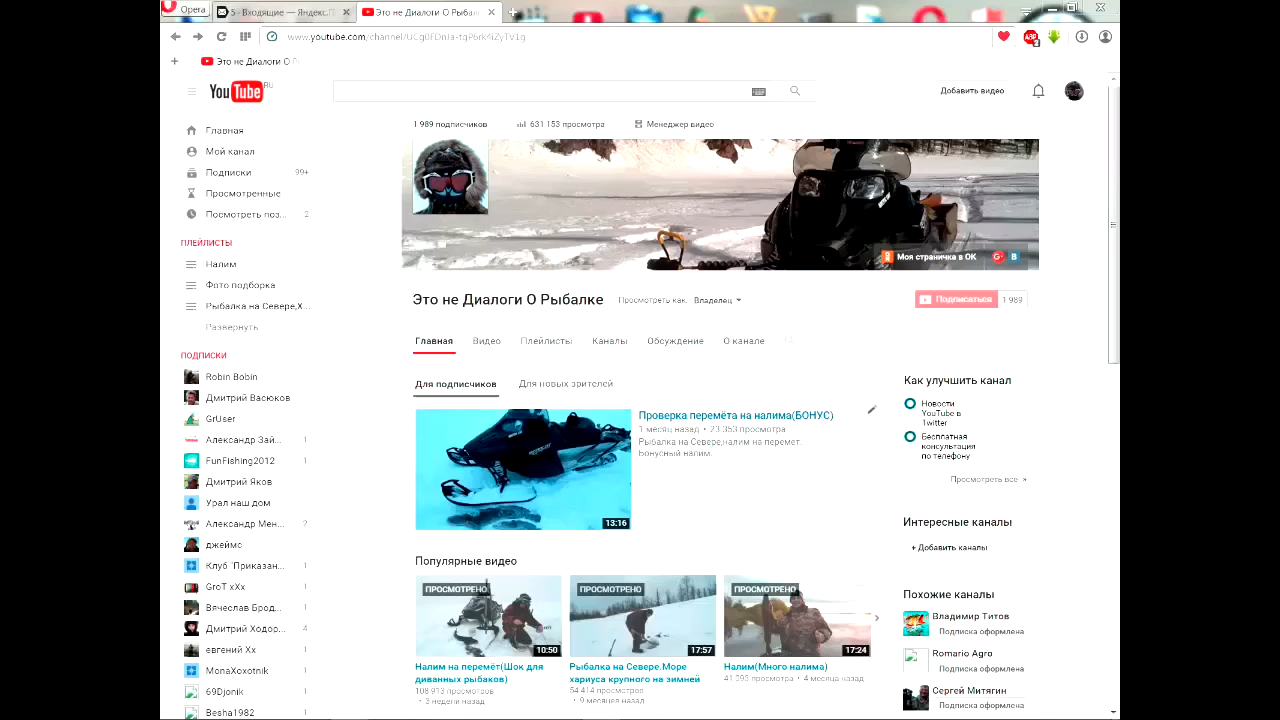 Opera
5 · Входящие — Яндекс.П
Это не Диалоги О Рыбал
www.youtube.com/channel/
ABP
2
Это не Диалоги О Р
YouTube RU
Добавить видео
1 989 подписчиков
631 153 просмотра
Менеджер видео
Главная
Мой канал
Подписки 99+
Просмотренные
Посмотреть поз... 2
ПЛЕЙЛИСТЫ
Налим
Фото подборка
Рыбалка на Севере,Х...
Развернуть
ПОДПИСКИ
Robin Bobin
Дмитрий Васюков
GrUser
Александр Зай... 1
FunFishing2012 1
Дмитрий Яков
Урал наш дом
Александр Мен... 2
джеймс
Клуб "Приказан... 1
GroT xXx 1
Вячеслав Брод... 1
Дмитрий Ходор... 4
евгений Хх 1
MonaXoxotnik 1
69Djonik 1
Besha1982 1
Моя страничка в ОК
G+
B
Это не Диалоги О Рыбалке
Просмотреть как:
Владелец
Подписаться
1 989
Главная
Видео
Плейлисты
Каналы
Обсуждение
О канале
Для подписчиков
Для новых зрителей
Проверка перемёта на налима(БОНУС)
1 месяц назад • 23 353 просмотра
Рыбалка на Севере,налим на перемет.
Бонусный налим.
13:16
Популярные видео
ПРОСМОТРЕНО
10:50
Налим на перемёт(Шок для
диванных рыбаков)
108 913 просмотров
• 3 недели назад
ПРОСМОТРЕНО
17:57
Рыбалка на Севере.Море
хариуса крупного на зимней
54 414 просмотров
• 9 месяцев назад
ПРОСМОТРЕНО
17:24
Налим(Много налима)
41 093 просмотра • 4 месяца назад
Как улучшить канал
Новости
YouTube в
Twitter
Бесплатная
консультация
по телефону
Просмотреть все »
Интересные каналы
+ Добавить каналы
Похожие каналы
Владимир Титов
Подписка оформлена
Romario Agro
Подписка оформлена
Сергей Митягин
Подписка оформлена